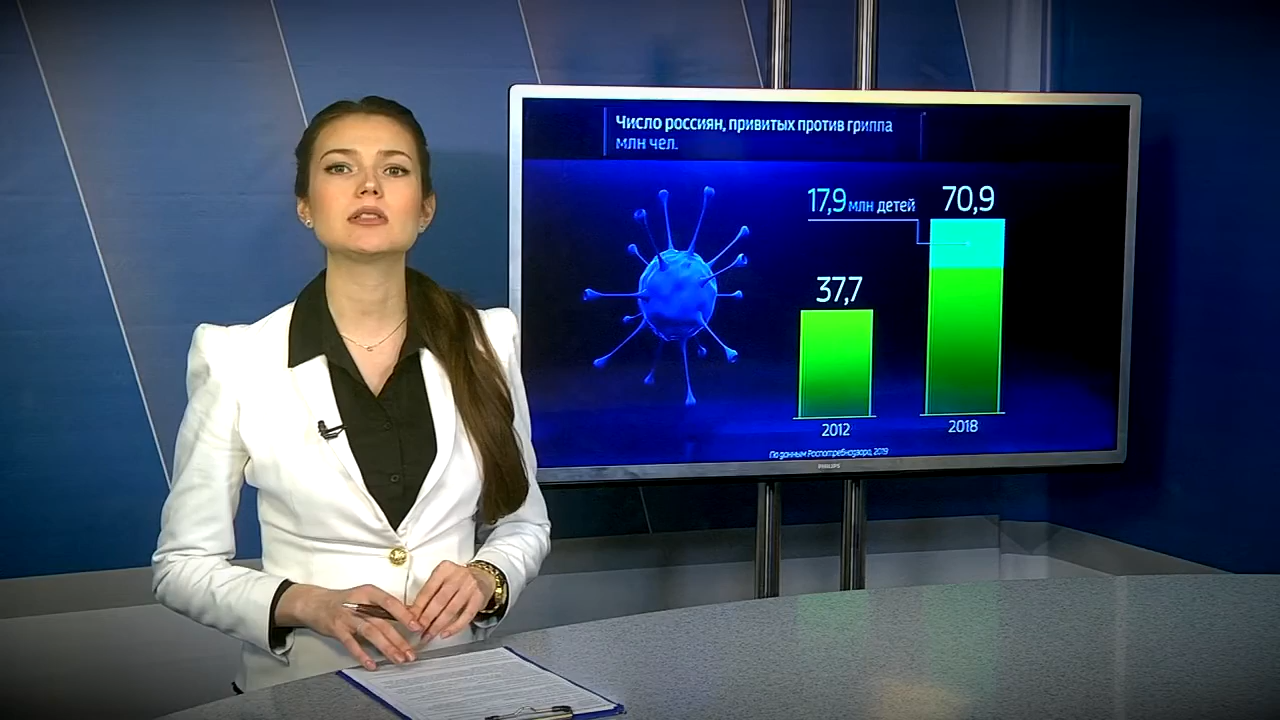 Число россиян, привитых против гриппа
млн чел.
17,9 млн детей
70,9
37,7
2012
2018
По данным Роспотребнадзора, 2019
PHILIPS